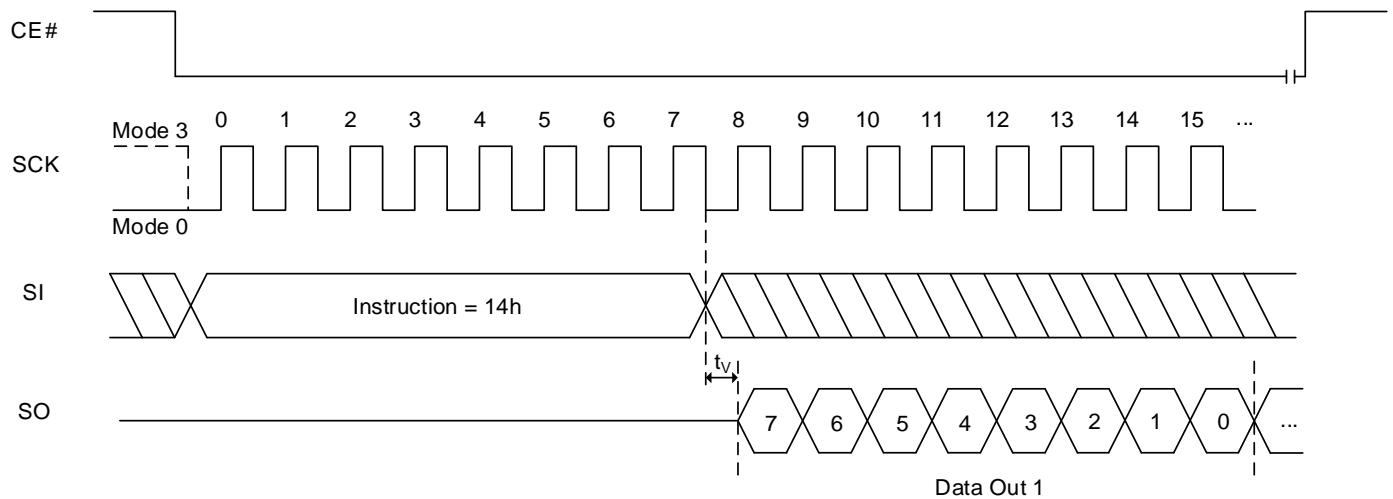 CE#
0 1 2 3 4 5 6 7 8 9 10 11 12 13 14 15 ...
Mode 3
SCK
Mode 0
SI
Instruction = 14h
tV
SO
7 6 5 4 3 2 1 0 ...
Data Out 1